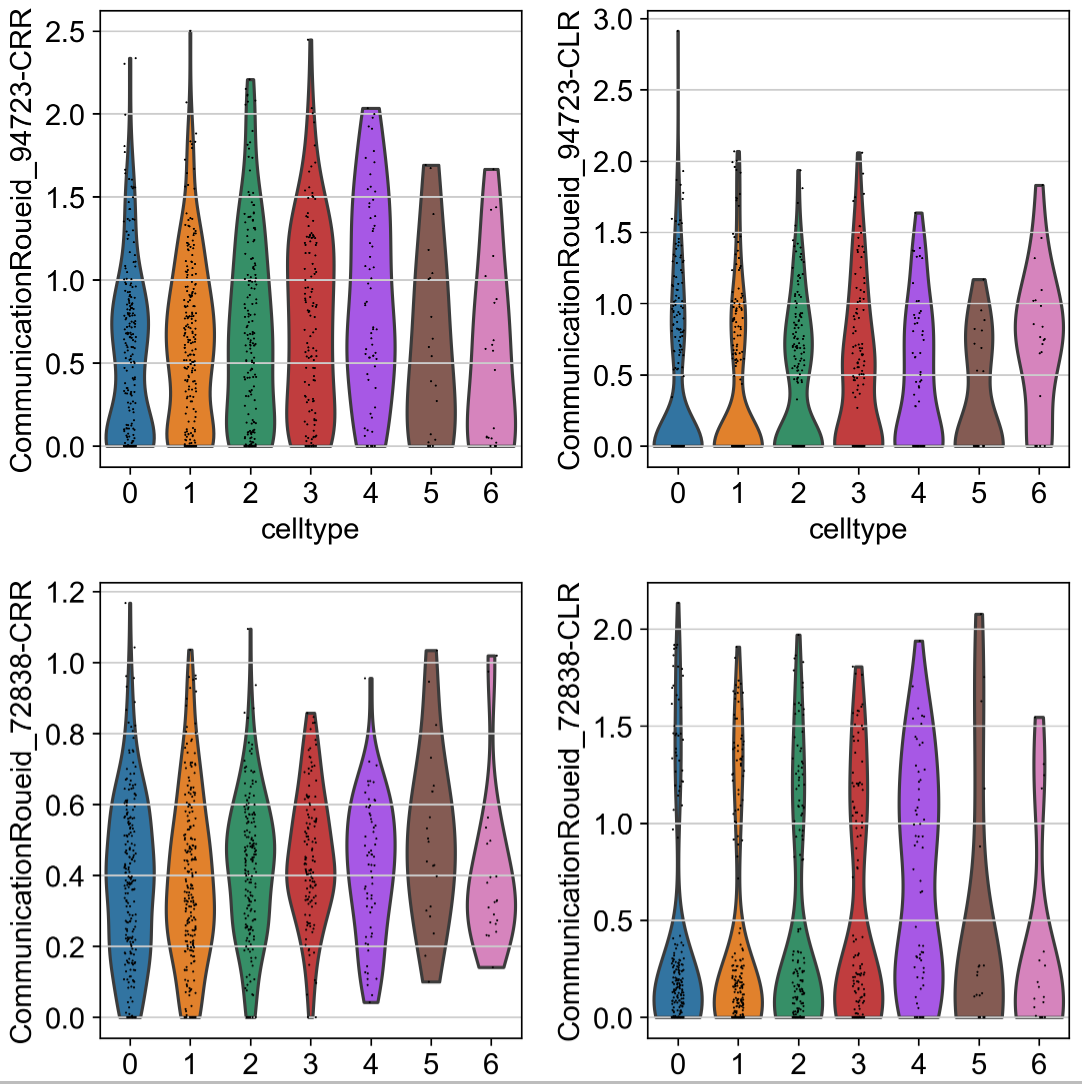 CommunicationRoueid_94723-CRR
2.5
2.0
1.5
1.0
0.5
0.0
0 1 2 3 4 5 6
celltype
CommunicationRoueid_94723-CLR
3.0
2.5
2.0
1.5
1.0
0.5
0.0
0 1 2 3 4 5 6
celltype
CommunicationRoueid_72838-CRR
1.2
1.0
0.8
0.6
0.4
0.2
0.0
0 1 2 3 4 5 6
CommunicationRoueid_72838-CLR
2.0
1.5
1.0
0.5
0.0
0 1 2 3 4 5 6